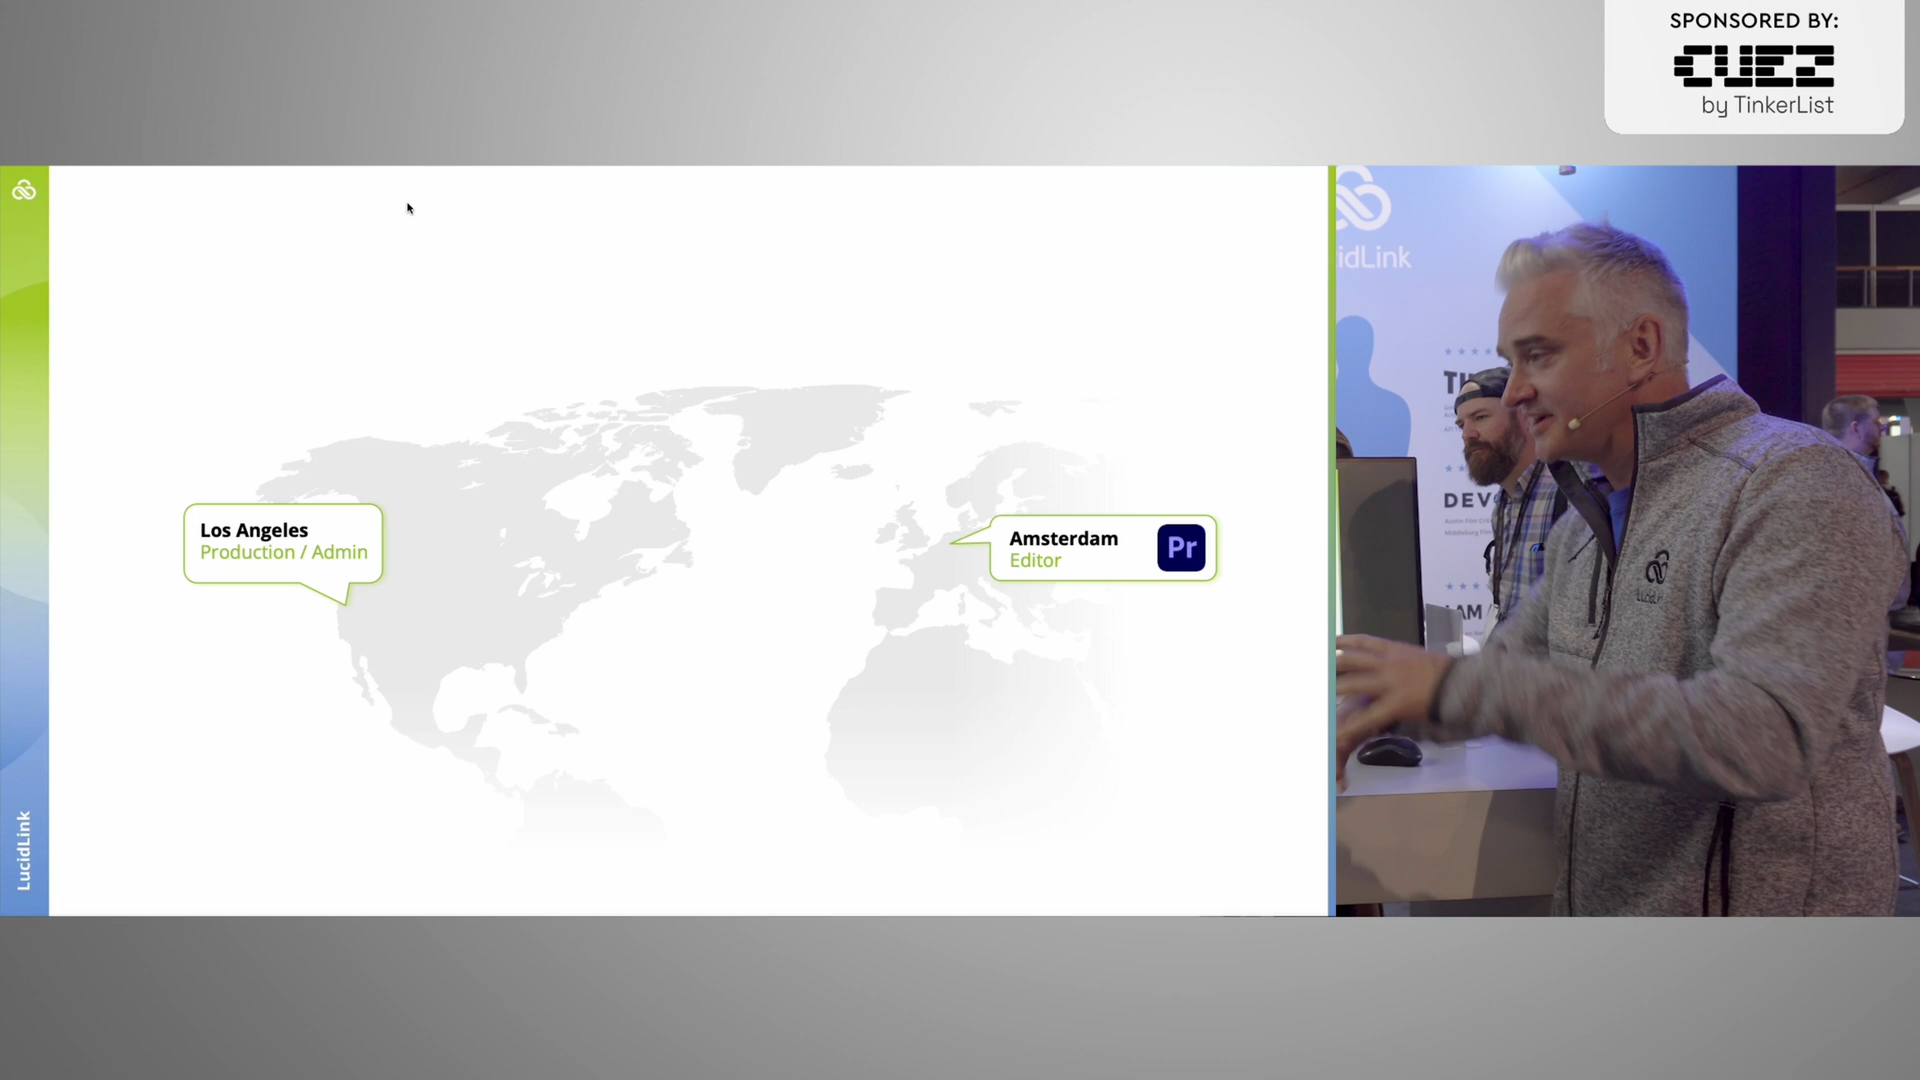 SPONSORED BY:
CUEZ
by TinkerList
LucidLink
Los Angeles
Production / Admin
Amsterdam
Editor
Pr
idLink
DEV
AM